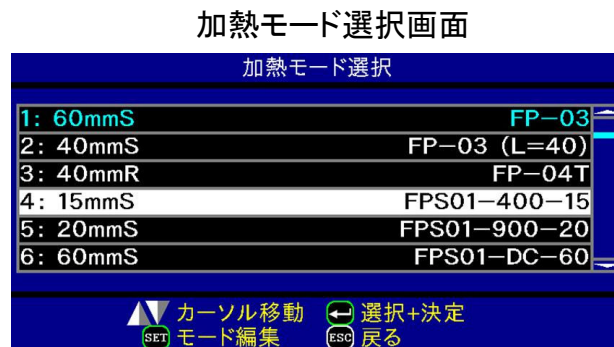 加熱モード選択画面
加熱モード選択
1: 60mmS FP-03
2: 40mmS FP-03 (L=40)
3: 40mmR FP-04T
4: 15mmS FPS01-400-15
5: 20mmS FPS01-900-20
6: 60mmS FPS01-DC-60
カーソル移動 選択+決定
SET モード編集 ESC 戻る